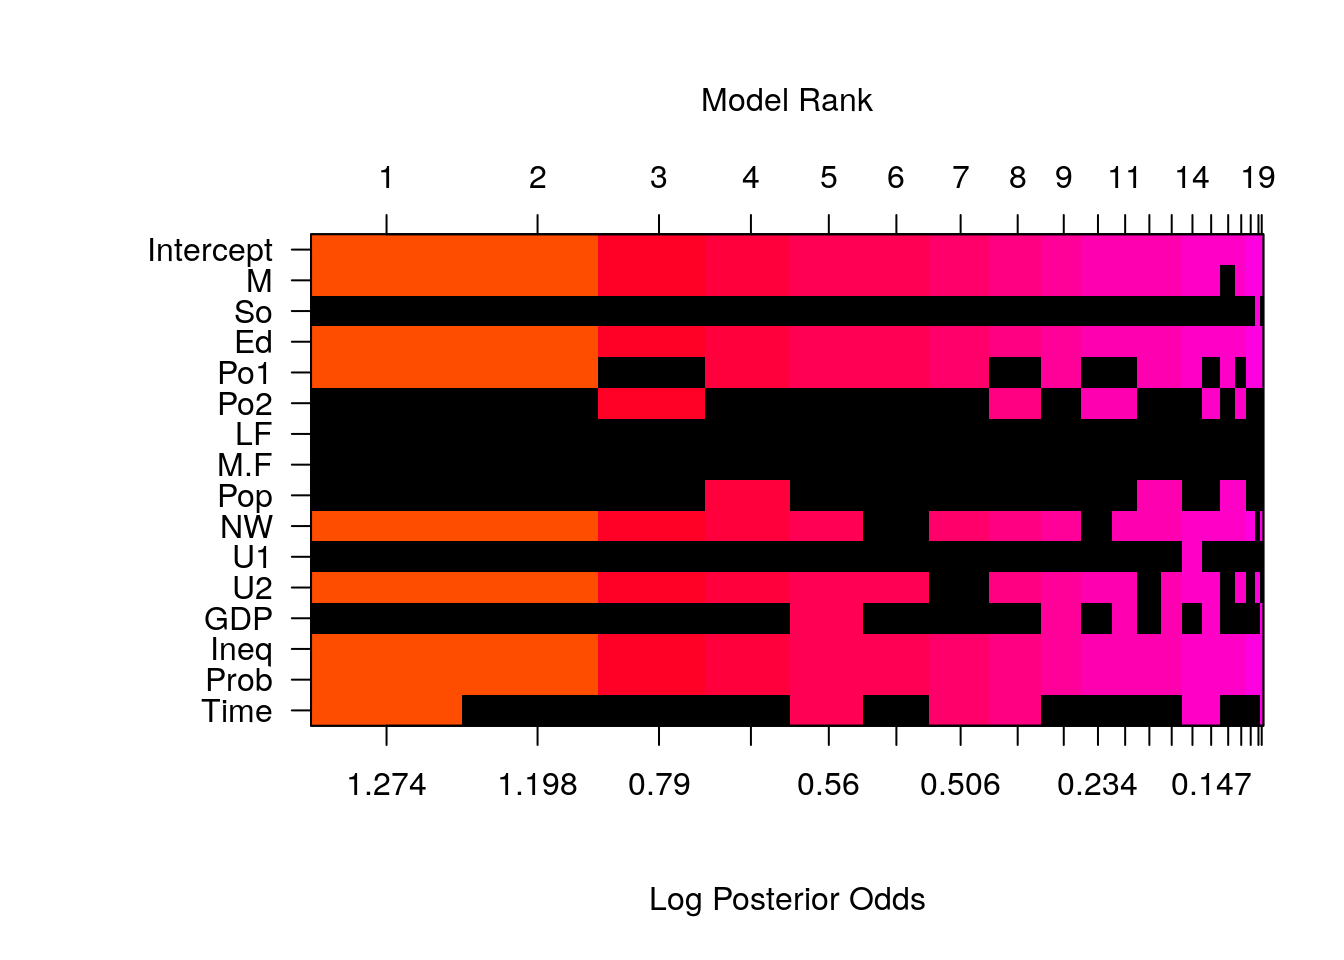 Model Rank
1 2 3 4 5 6 7 8 9 11 14 19
Intercept
M
So
Ed
Po1
Po2
LF
M.F
Pop
NW
U1
U2
GDP
Ineq
Prob
Time
1.274 1.198 0.79 0.56 0.506 0.234 0.147
Log Posterior Odds